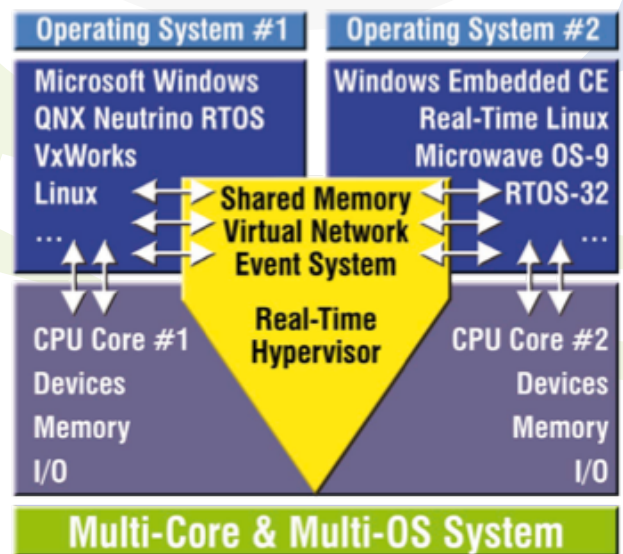 Operating System #1
Microsoft Windows
QNX Neutrino RTOS
VxWorks
Linux
...
Operating System #2
Windows Embedded CE
Real-Time Linux
Microwave OS-9
RTOS-32
...
Shared Memory
Virtual Network
Event System
Real-Time
Hypervisor
CPU Core #1
Devices
Memory
I/O
CPU Core #2
Devices
Memory
I/O
Multi-Core & Multi-OS System